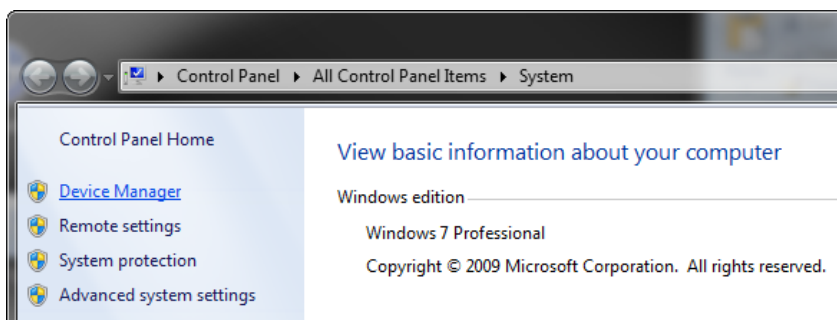 Control Panel ▸ All Control Panel Items ▸ System
Control Panel Home
Device Manager
Remote settings
System protection
Advanced system settings
View basic information about your computer
Windows edition
Windows 7 Professional
Copyright © 2009 Microsoft Corporation. All rights reserved.